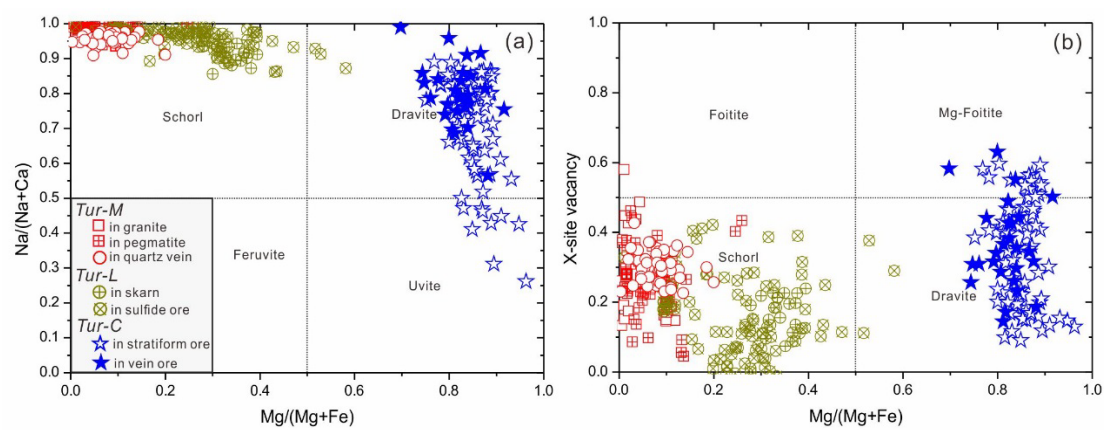 (a)
Na/(Na+Ca)
1.0
0.9
0.8
0.7
0.6
0.5
0.4
0.3
0.2
0.1
0.0
Schorl
Dravite
Feruvite
Uvite
Tur-M
in granite
in pegmatite
in quartz vein
Tur-L
in skarn
in sulfide ore
Tur-C
in stratiform ore
in vein ore
0.0 0.2 0.4 0.6 0.8 1.0
Mg/(Mg+Fe)
(b)
X-site vacancy
1.0
0.8
0.6
0.4
0.2
0.0
Foitite
Mg-Foitite
Schorl
Dravite
0.0 0.2 0.4 0.6 0.8 1.0
Mg/(Mg+Fe)